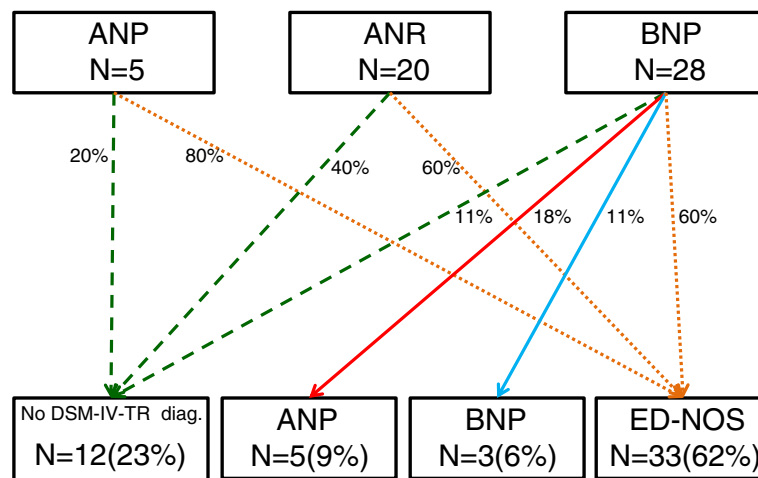 ANP
N=5
ANR
N=20
BNP
N=28
20%
80%
40%
60%
11%
18%
11%
60%
No DSM-IV-TR diag.
N=12(23%)
ANP
N=5(9%)
BNP
N=3(6%)
ED-NOS
N=33(62%)